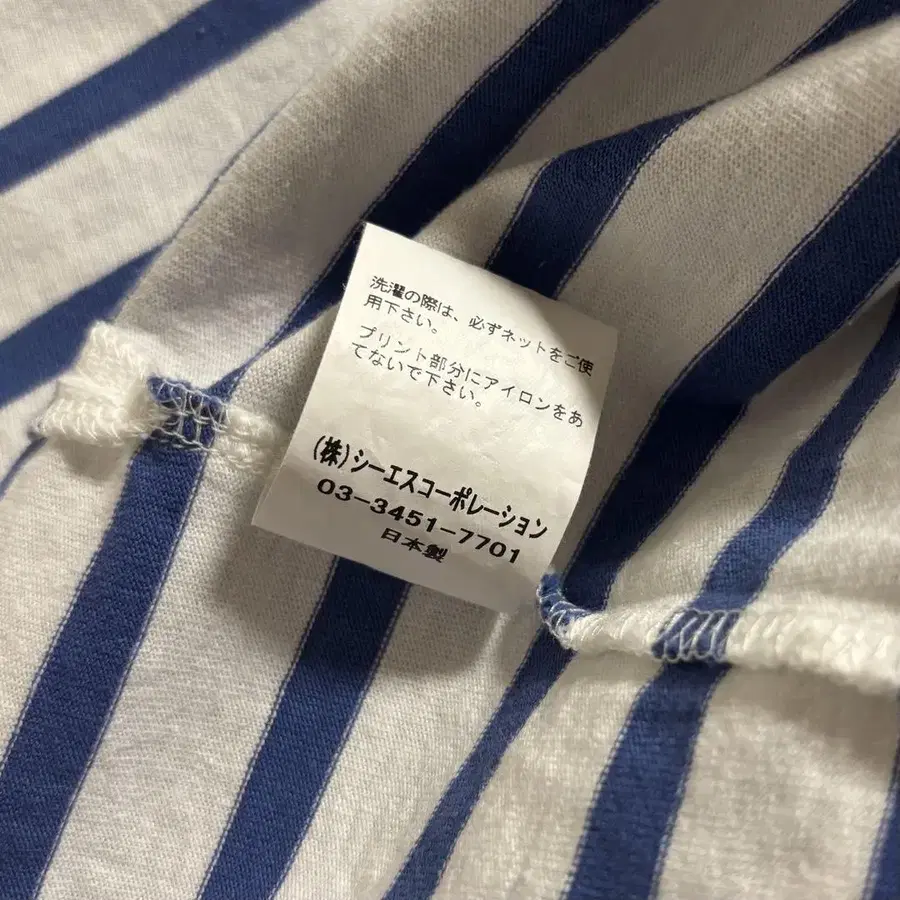 洗濯の際は、必ずネットをご使
用下さい。
プリント部分にアイロンをあ
てないで下さい。
(株)シーエスコーポレーション
03-3451-7701
日本製